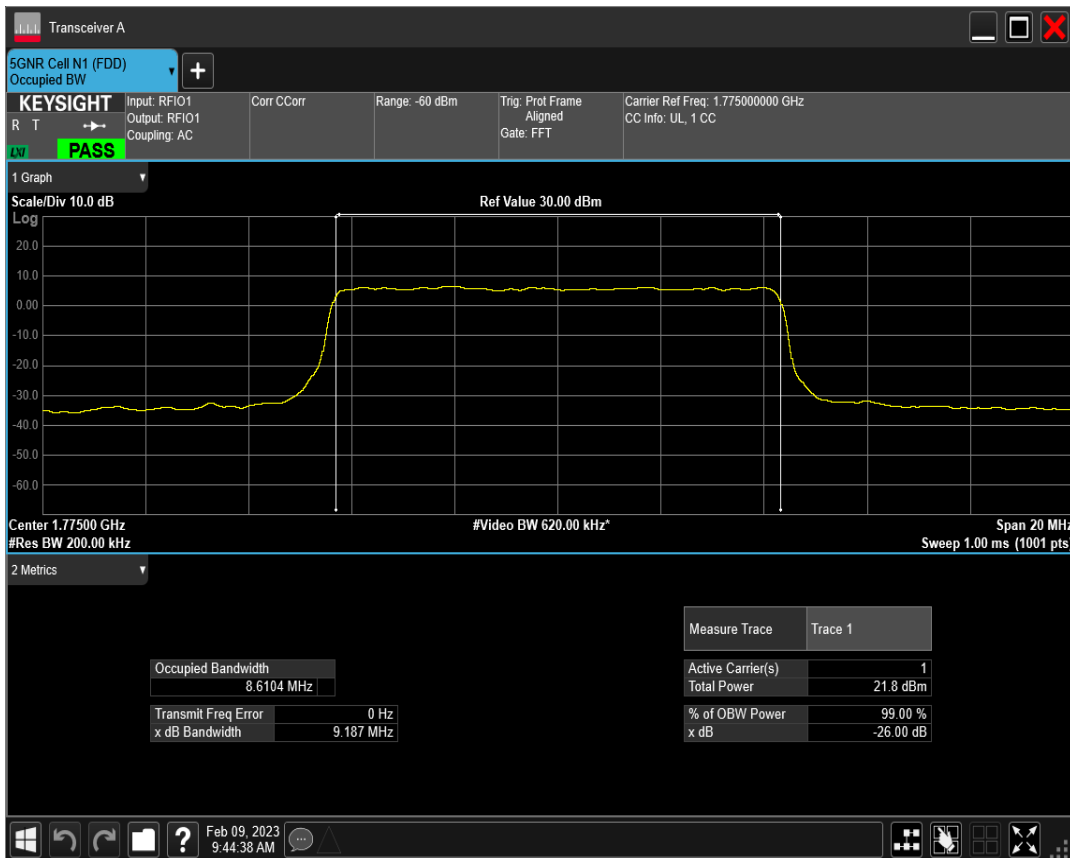 Transceiver A
5GNR Cell N1 (FDD)
Occupied BW
+
KEYSIGHT
R T
LXI
PASS
Input: RFIO1
Output: RFIO1
Coupling: AC
Corr CCorr
Range: -60 dBm
Trig: Prot Frame
Aligned
Gate: FFT
Carrier Ref Freq: 1.775000000 GHz
CC Info: UL, 1 CC
1 Graph
Scale/Div 10.0 dB
Ref Value 30.00 dBm
Log
20.0
10.0
0.00
-10.0
-20.0
-30.0
-40.0
-50.0
-60.0
Center 1.77500 GHz
#Video BW 620.00 kHz*
Span 20 MHz
#Res BW 200.00 kHz
Sweep 1.00 ms (1001 pts)
2 Metrics
Measure Trace Trace 1
Occupied Bandwidth
8.6104 MHz
Active Carrier(s) 1
Total Power 21.8 dBm
Transmit Freq Error 0 Hz
x dB Bandwidth 9.187 MHz
% of OBW Power 99.00 %
x dB -26.00 dB
?
Feb 09, 2023
9:44:38 AM